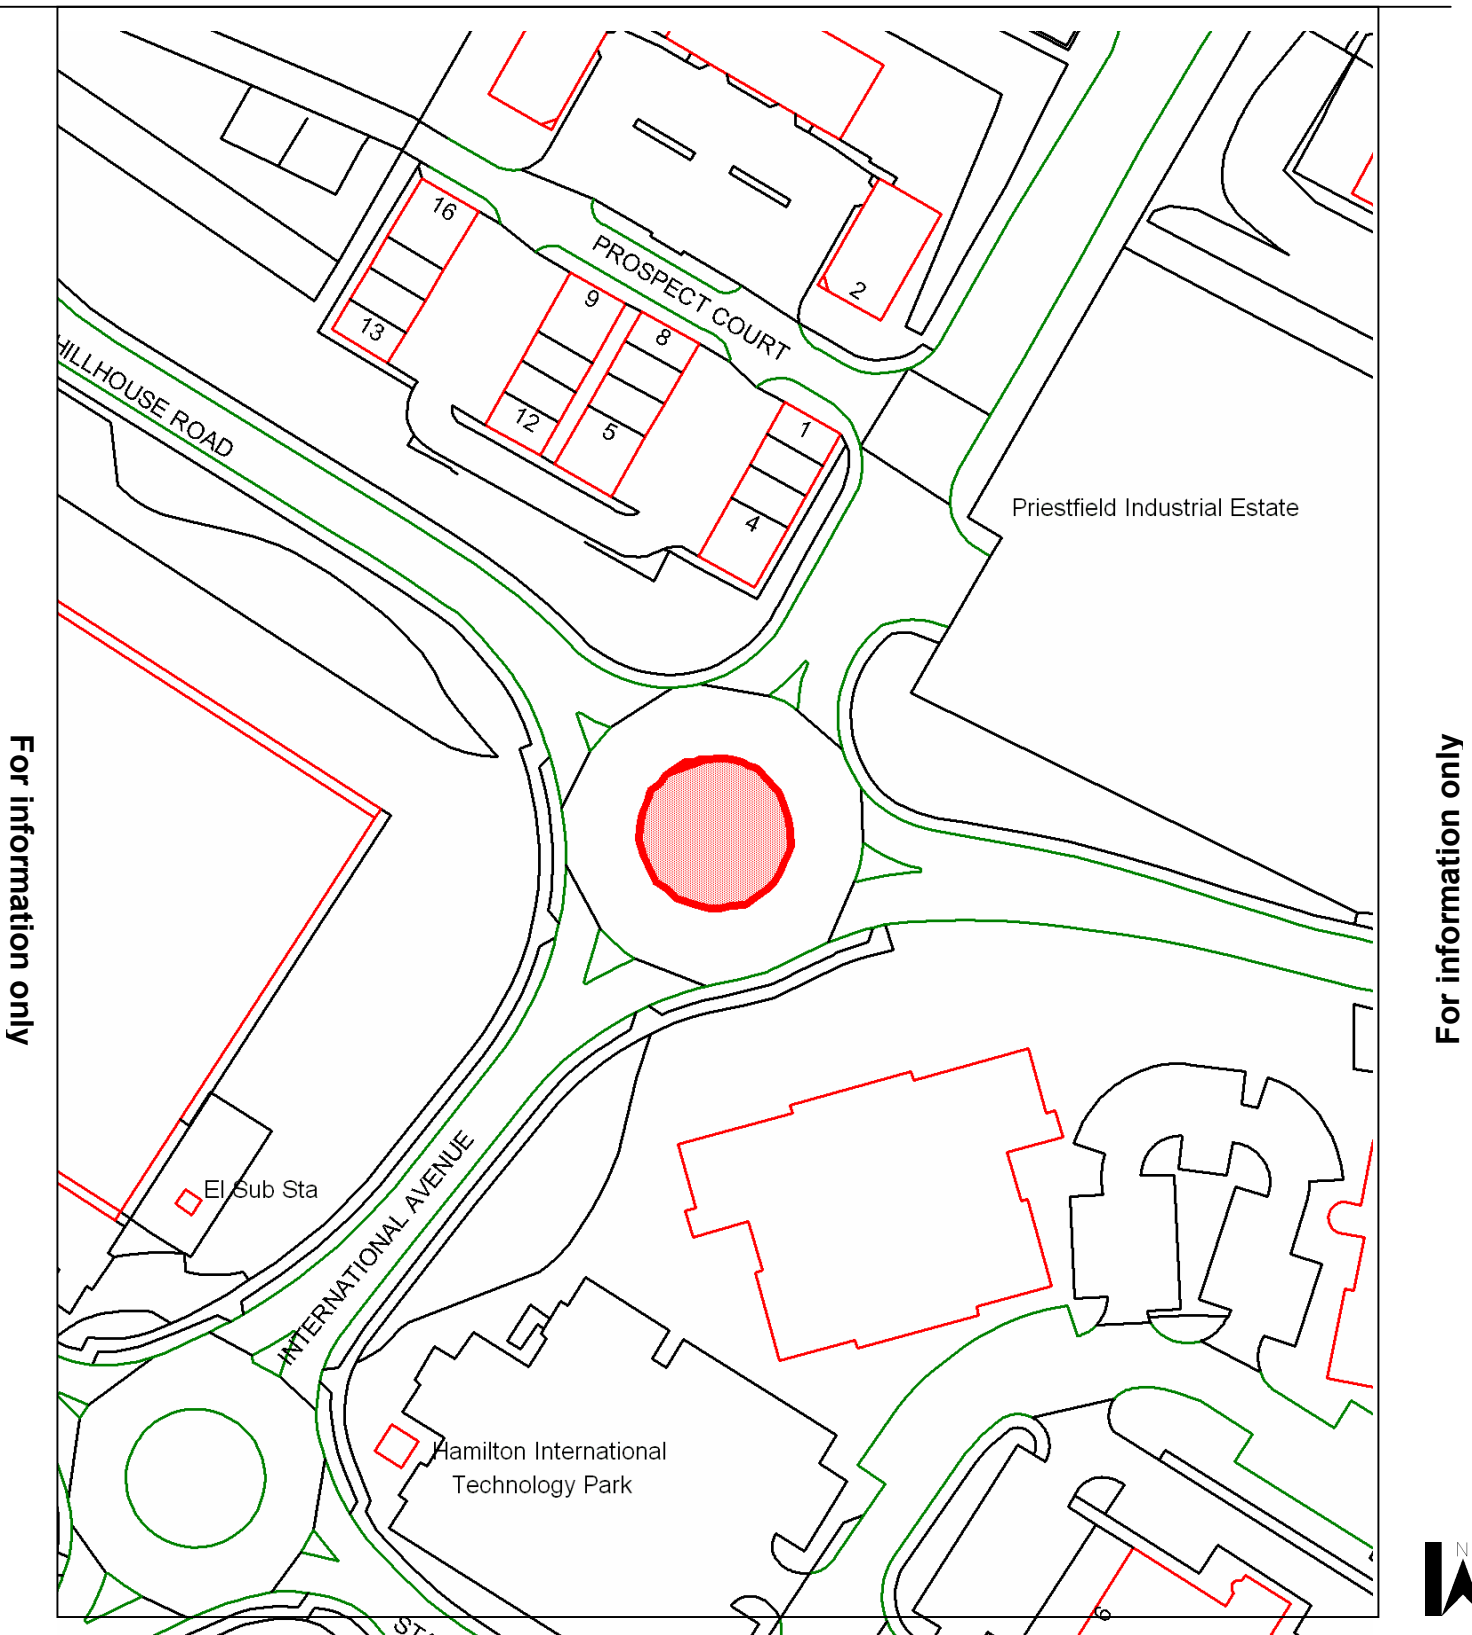 16
PROSPECT COURT
2
9
8
13
HILLHOUSE ROAD
12
5
1
4
Priestfield Industrial Estate
For information only
For information only
El Sub Sta
INTERNATIONAL AVENUE
Hamilton International
Technology Park
N